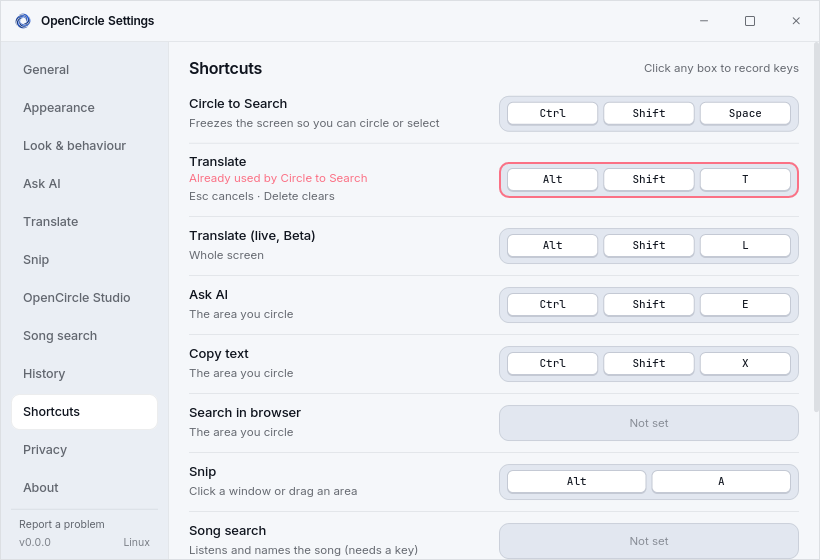 OpenCircle Settings
General
Appearance
Look & behaviour
Ask AI
Translate
Snip
OpenCircle Studio
Song search
History
Shortcuts
Privacy
About
Report a problem
v0.0.0 Linux
Shortcuts Click any box to record keys
Circle to Search
Freezes the screen so you can circle or select
Ctrl Shift Space
Translate
Already used by Circle to Search
Esc cancels · Delete clears
Alt Shift T
Translate (live, Beta)
Whole screen
Alt Shift L
Ask AI
The area you circle
Ctrl Shift E
Copy text
The area you circle
Ctrl Shift X
Search in browser
The area you circle
Not set
Snip
Click a window or drag an area
Alt A
Song search
Listens and names the song (needs a key)
Not set